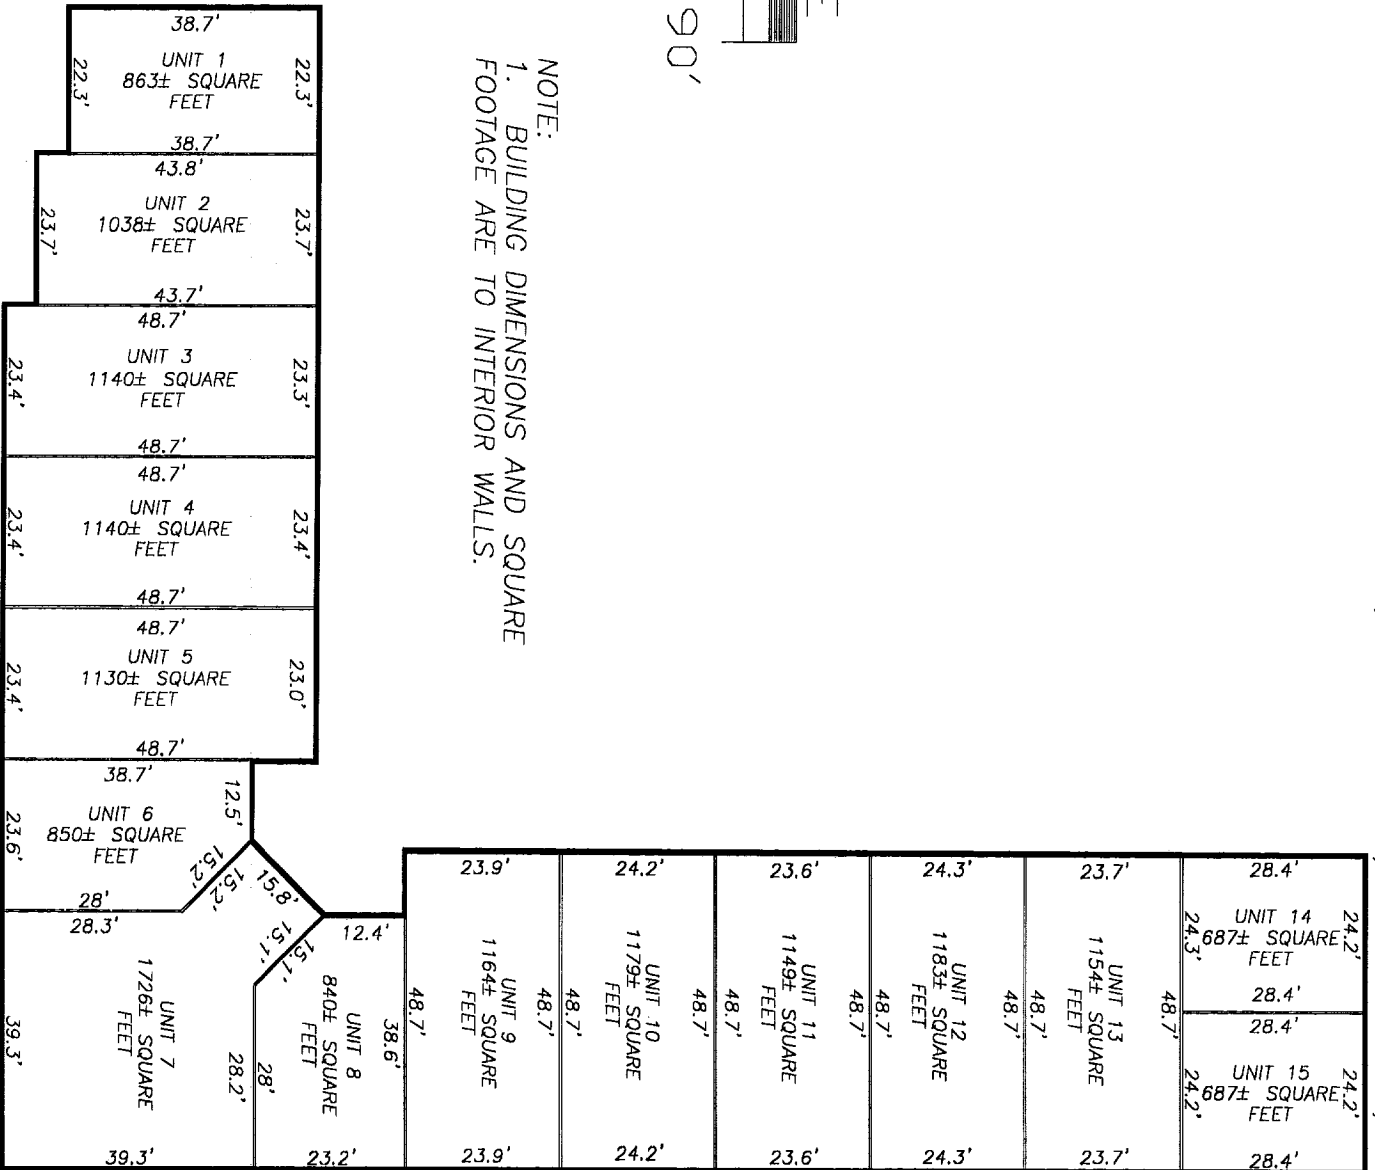 90'
NOTE:
1. BUILDING DIMENSIONS AND SQUARE
FOOTAGE ARE TO INTERIOR WALLS.
38.7'
UNIT 1
863± SQUARE
FEET
22.3'
22.3'
38.7'
43.8'
UNIT 2
1038± SQUARE
FEET
23.7'
23.7'
43.7'
48.7'
UNIT 3
1140± SQUARE
FEET
23.4'
23.3'
48.7'
48.7'
UNIT 4
1140± SQUARE
FEET
23.4'
23.4'
48.7'
48.7'
UNIT 5
1130± SQUARE
FEET
23.4'
23.0'
48.7'
38.7'
UNIT 6
850± SQUARE
FEET
23.6'
12.5'
15.2'
28'
28.3'
15.2'
15.8'
15.1'
UNIT 7
1726± SQUARE
FEET
39.3'
28.2'
39.3'
12.4'
15.1'
UNIT 8
840± SQUARE
FEET
28'
38.6'
23.2'
23.9'
UNIT 9
1164± SQUARE
FEET
48.7'
48.7'
23.9'
24.2'
UNIT 10
1179± SQUARE
FEET
48.7'
48.7'
24.2'
23.6'
UNIT 11
1149± SQUARE
FEET
48.7'
48.7'
23.6'
24.3'
UNIT 12
1183± SQUARE
FEET
48.7'
48.7'
24.3'
23.7'
UNIT 13
1154± SQUARE
FEET
48.7'
48.7'
23.7'
28.4'
UNIT 14
687± SQUARE
FEET
24.3'
24.2'
28.4'
28.4'
UNIT 15
687± SQUARE
FEET
24.2'
24.2'
28.4'